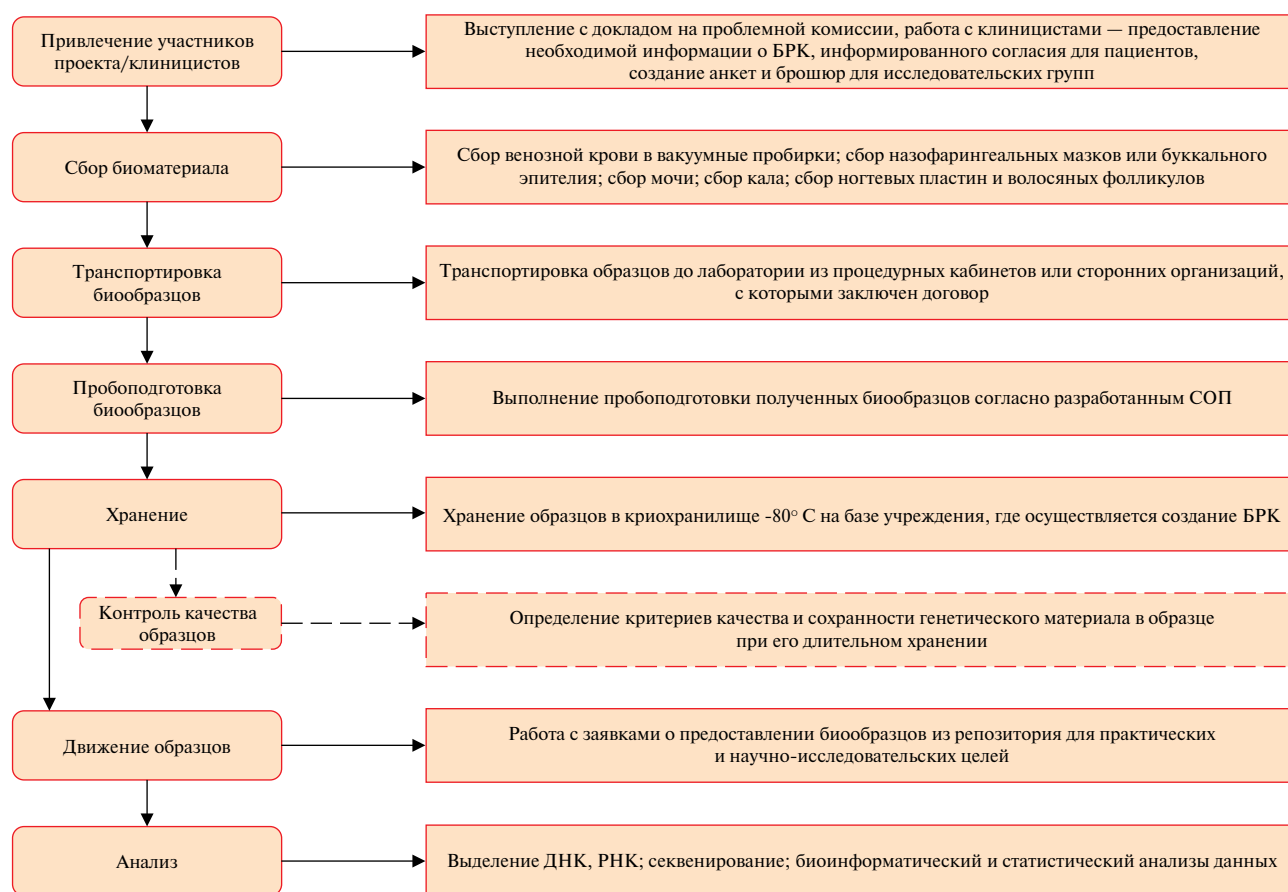 Привлечение участников
проекта/клиницистов
Выступление с докладом на проблемной комиссии, работа с клиницистами — предоставление
необходимой информации о БРК, информированного согласия для пациентов,
создание анкет и брошюр для исследовательских групп
Сбор биоматериала
Сбор венозной крови в вакуумные пробирки; сбор назофарингеальных мазков или буккального
эпителия; сбор мочи; сбор кала; сбор ногтевых пластин и волосяных фолликулов
Транспортировка
биообразцов
Транспортировка образцов до лаборатории из процедурных кабинетов или сторонних организаций,
с которыми заключен договор
Пробоподготовка
биообразцов
Выполнение пробоподготовки полученных биообразцов согласно разработанным СОП
Хранение
Хранение образцов в криохранилище -80° С на базе учреждения, где осуществляется создание БРК
Контроль качества
образцов
Определение критериев качества и сохранности генетического материала в образце
при его длительном хранении
Движение образцов
Работа с заявками о предоставлении биообразцов из репозитория для практических
и научно-исследовательских целей
Анализ
Выделение ДНК, РНК; секвенирование; биоинформатический и статистический анализы данных